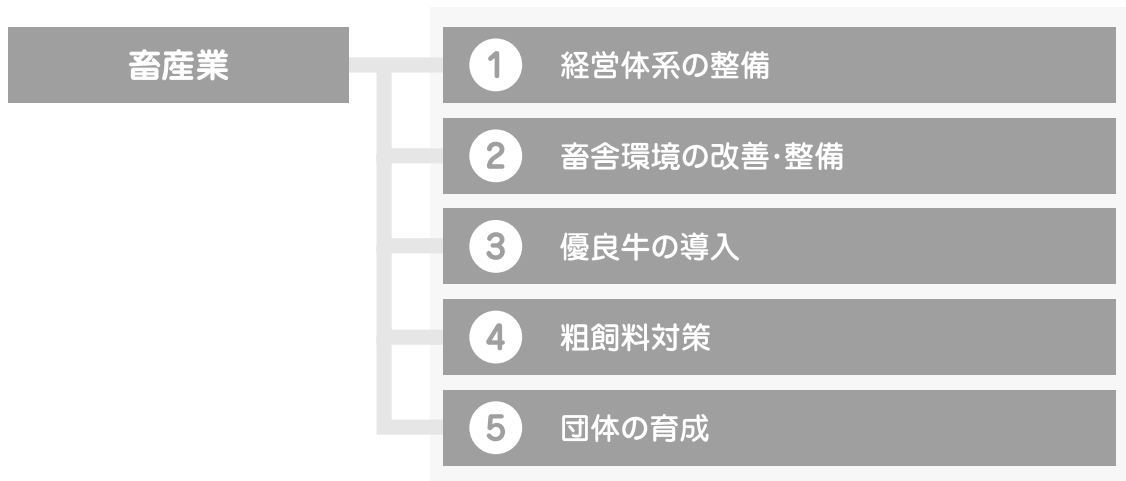 畜産業
1 経営体系の整備
2 畜舎環境の改善･整備
3 優良牛の導入
4 粗飼料対策
5 団体の育成